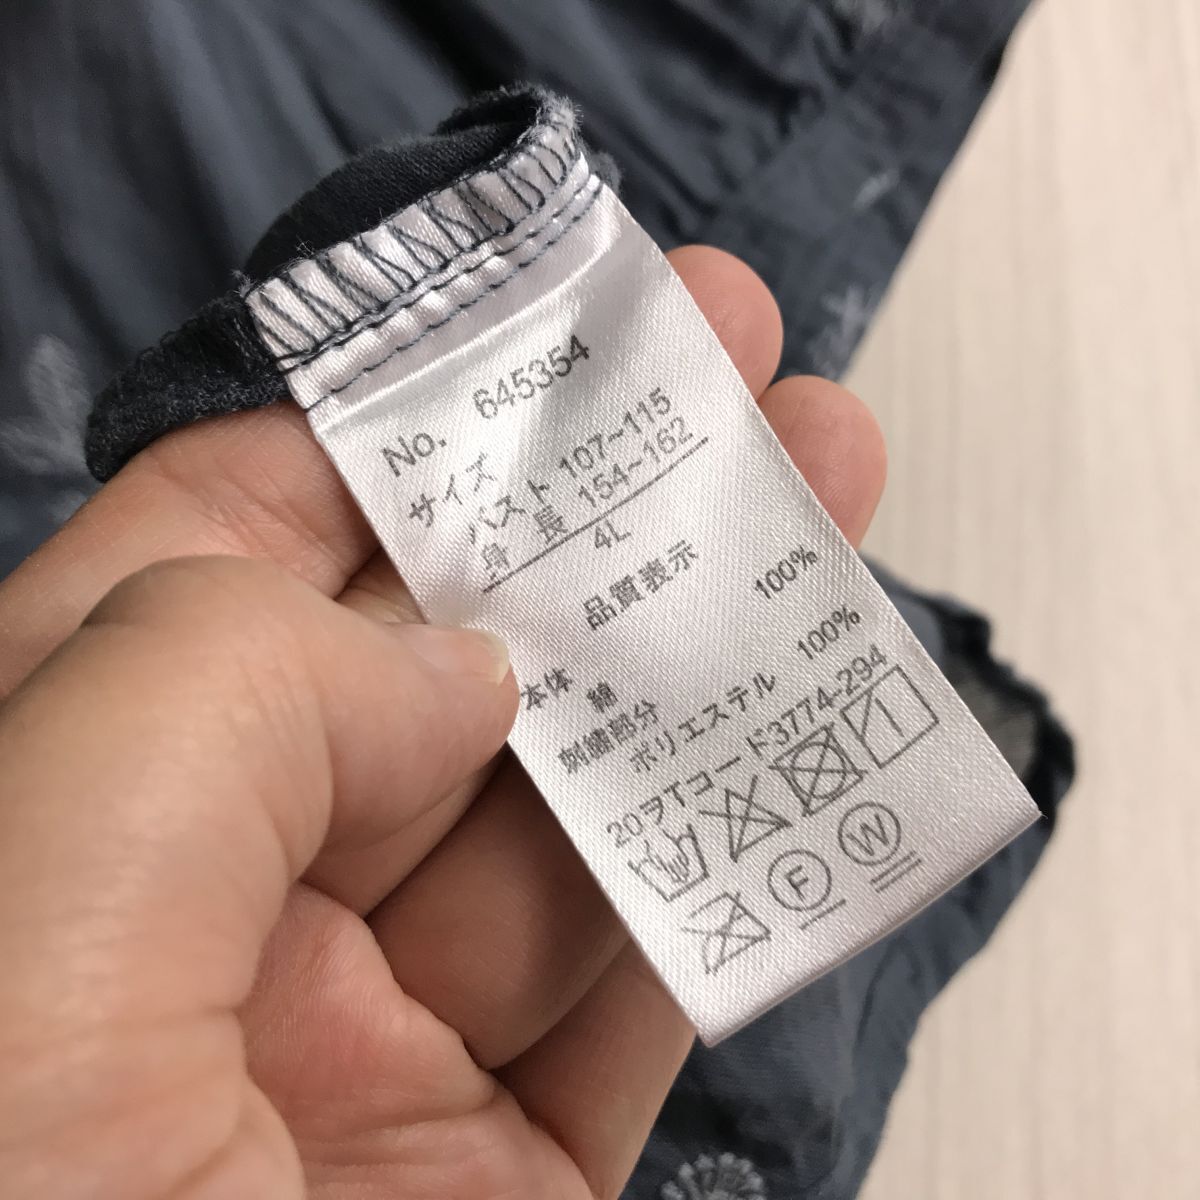 No. 645354
サイズ
バスト 107~115
身長 154~162
4L
品質表示
本体
綿 100%
刺繍部分
ポリエステル 100%
20ヲTコード3774-294
F W